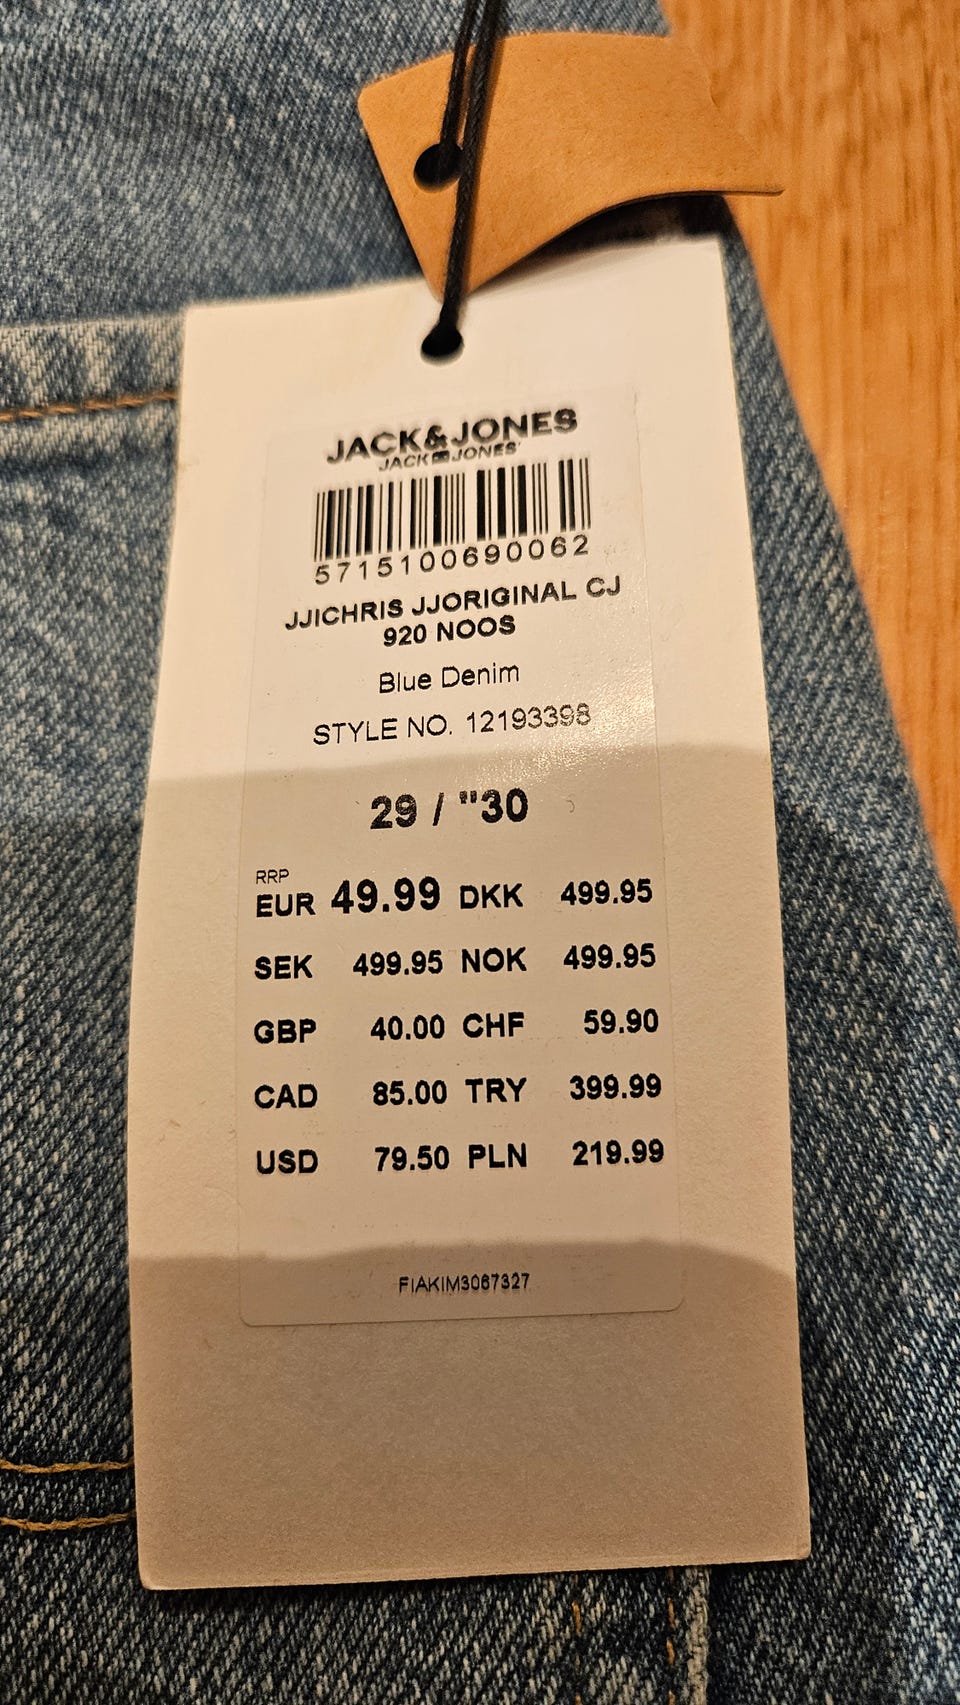 JACK&JONES
JACK & JONES
5715100690062
JJICHRIS JJORIGINAL CJ
920 NOOS
Blue Denim
STYLE NO. 12193398
29 / "30
RRP
EUR 49.99 DKK 499.95
SEK 499.95 NOK 499.95
GBP 40.00 CHF 59.90
CAD 85.00 TRY 399.99
USD 79.50 PLN 219.99
FIAKIM3067327